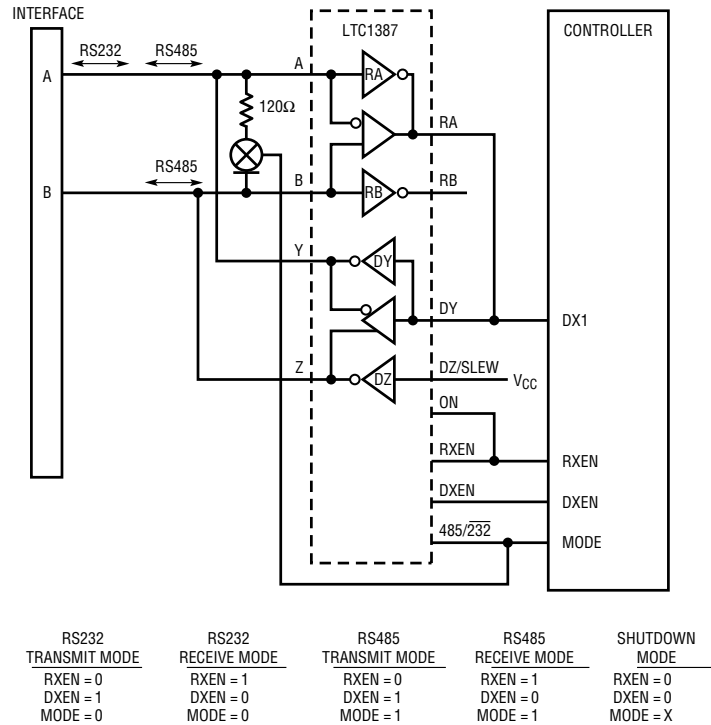 INTERFACE
LTC1387
CONTROLLER
RS232
RS485
A
A
RA
120Ω
RA
RS485
B
B
RB
RB
Y
DY
DY
DX1
Z
DZ
DZ/SLEW
VCC
ON
RXEN
RXEN
DXEN
DXEN
485/2̅3̅2̅
MODE
RS232 TRANSMIT MODE
RXEN = 0
DXEN = 1
MODE = 0
RS232 RECEIVE MODE
RXEN = 1
DXEN = 0
MODE = 0
RS485 TRANSMIT MODE
RXEN = 0
DXEN = 1
MODE = 1
RS485 RECEIVE MODE
RXEN = 1
DXEN = 0
MODE = 1
SHUTDOWN MODE
RXEN = 0
DXEN = 0
MODE = X